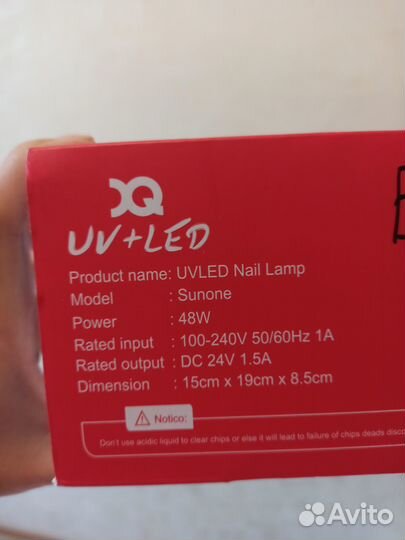 XQ
UV+LED
Product name: UVLED Nail Lamp
Model : Sunone
Power : 48W
Rated input : 100-240V 50/60Hz 1A
Rated output : DC 24V 1.5A
Dimension : 15cm x 19cm x 8.5cm
Notico:
Don't use acidic liquid to clear chips or else it will lead to failure of chips deads
Avito